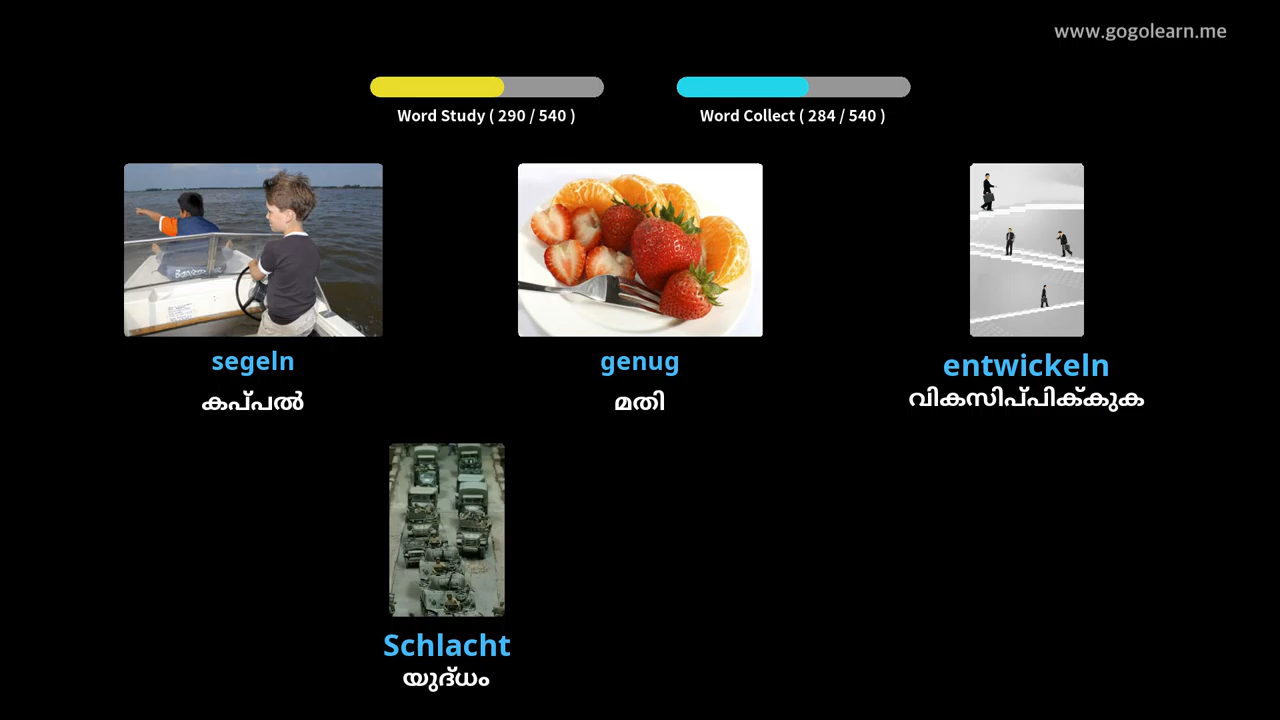 www.gogolearn.me
Word Study ( 290 / 540 )
Word Collect ( 284 / 540 )
segeln
genug
entwickeln
കപ്പൽ
മതി
വികസിപ്പിക്കുക
Schlacht
യുദ്ധം